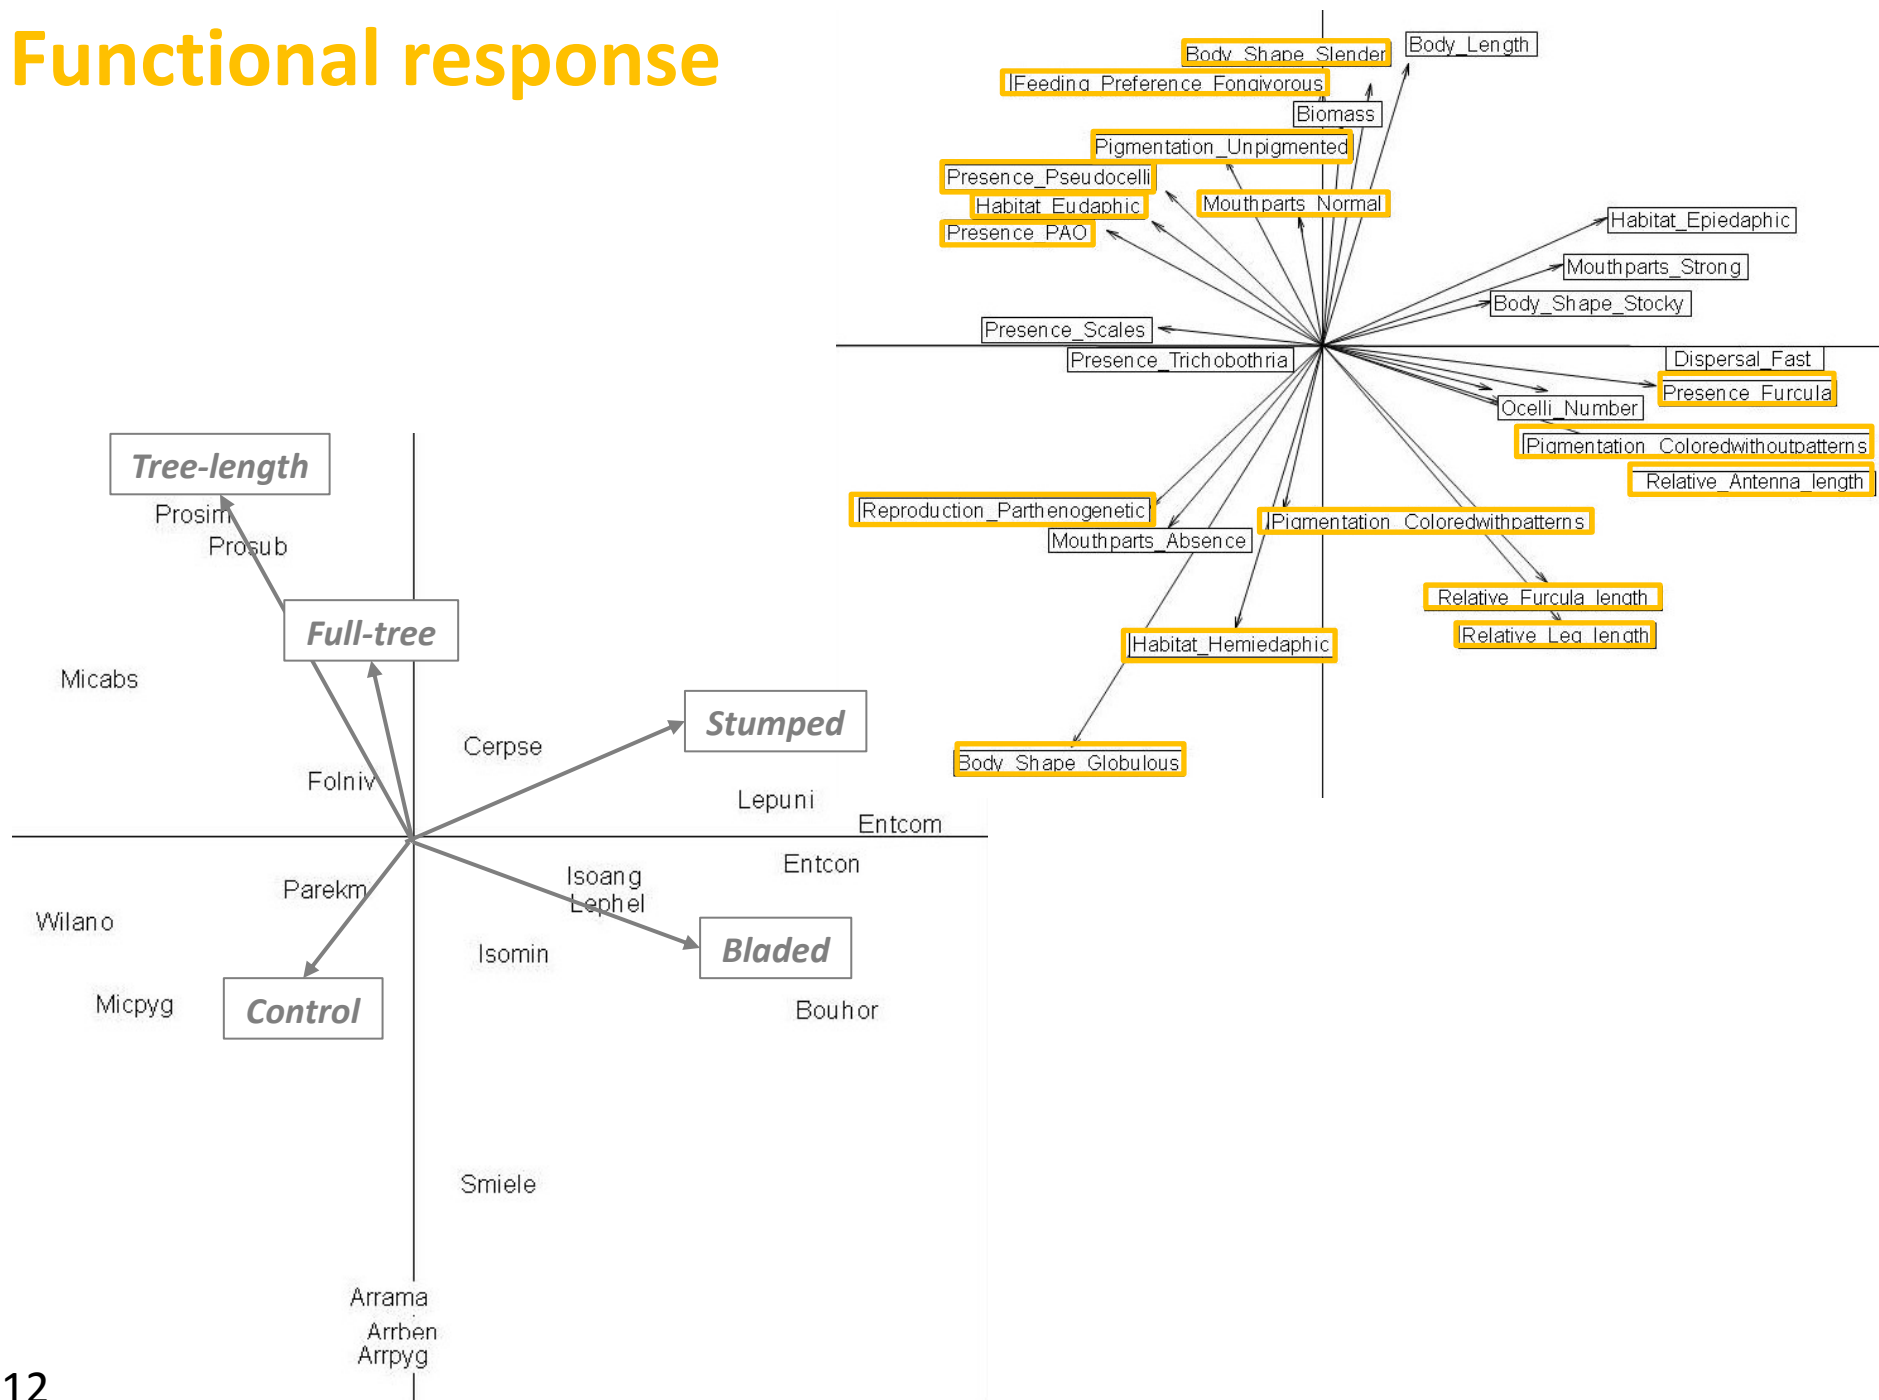 Functional response
Body_Shape_Slender
Body_Length
Feeding_Preference_Fongivorous
Biomass
Pigmentation_Unpigmented
Presence_Pseudocelli
Habitat_Eudaphic
Mouthparts_Normal
Presence_PAO
Habitat_Epiedaphic
Mouthparts_Strong
Body_Shape_Stocky
Presence_Scales
Presence_Trichobothria
Dispersal_Fast
Presence_Furcula
Ocelli_Number
Pigmentation_Coloredwithoutpatterns
Relative_Antenna_length
Reproduction_Parthenogenetic
Pigmentation_Coloredwithpatterns
Mouthparts_Absence
Relative_Furcula_length
Relative_Leg_length
Habitat_Hemiedaphic
Body_Shape_Globulous
Tree-length
Prosim
Prosub
Full-tree
Micabs
Stumped
Cerpse
Folniv
Lepuni
Entcom
Entcon
Isoang
Parekm
Lephel
Wilano
Isomin
Bladed
Micpyg
Control
Bouhor
Smiele
Arrama
Arrben
Arrpyg
12